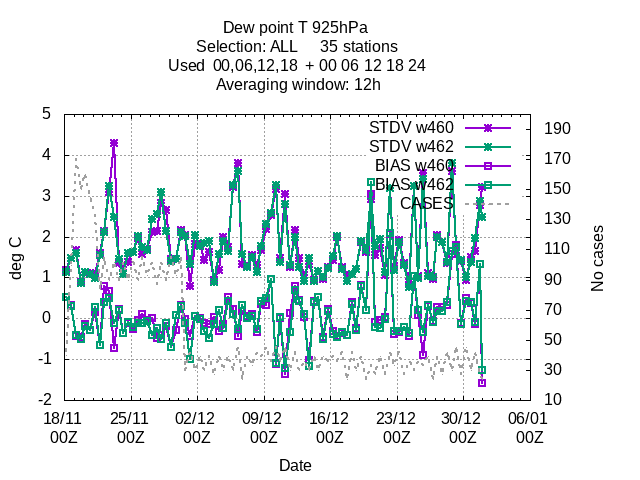 Dew point T 925hPa
Selection: ALL     35 stations
Used  00,06,12,18  + 00 06 12 18 24
Averaging window: 12h
STDV w460
STDV w462
BIAS w460
BIAS w462
CASES
deg C
5
4
3
2
1
0
-1
-2
No cases
190
170
150
130
110
90
70
50
30
10
18/11 25/11 02/12 09/12 16/12 23/12 30/12 06/01
00Z 00Z 00Z 00Z 00Z 00Z 00Z 00Z
Date